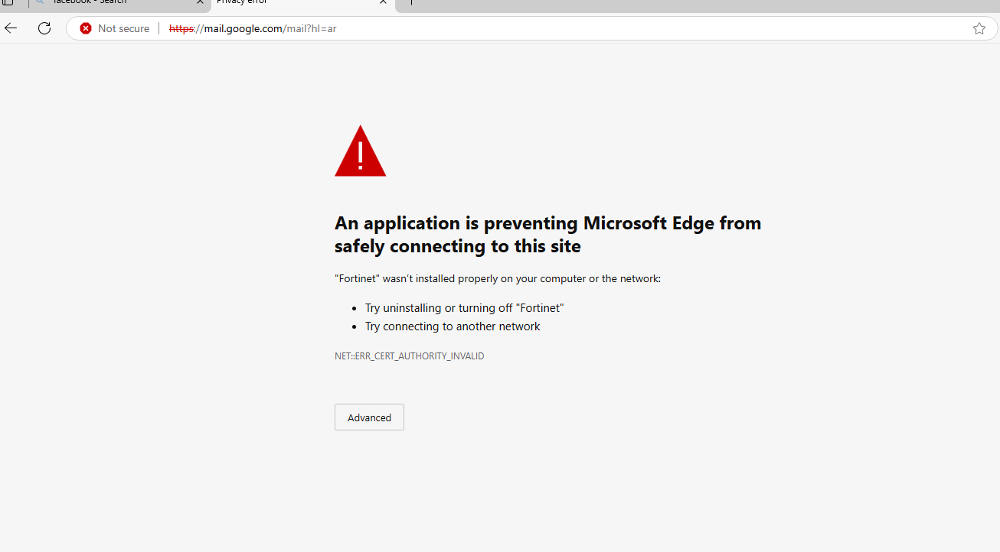 facebook - Search
Privacy error
Not secure
https://mail.google.com/mail?hl=ar
!
An application is preventing Microsoft Edge from
safely connecting to this site
"Fortinet" wasn’t installed properly on your computer or the network:
• Try uninstalling or turning off "Fortinet"
• Try connecting to another network
NET::ERR_CERT_AUTHORITY_INVALID
Advanced